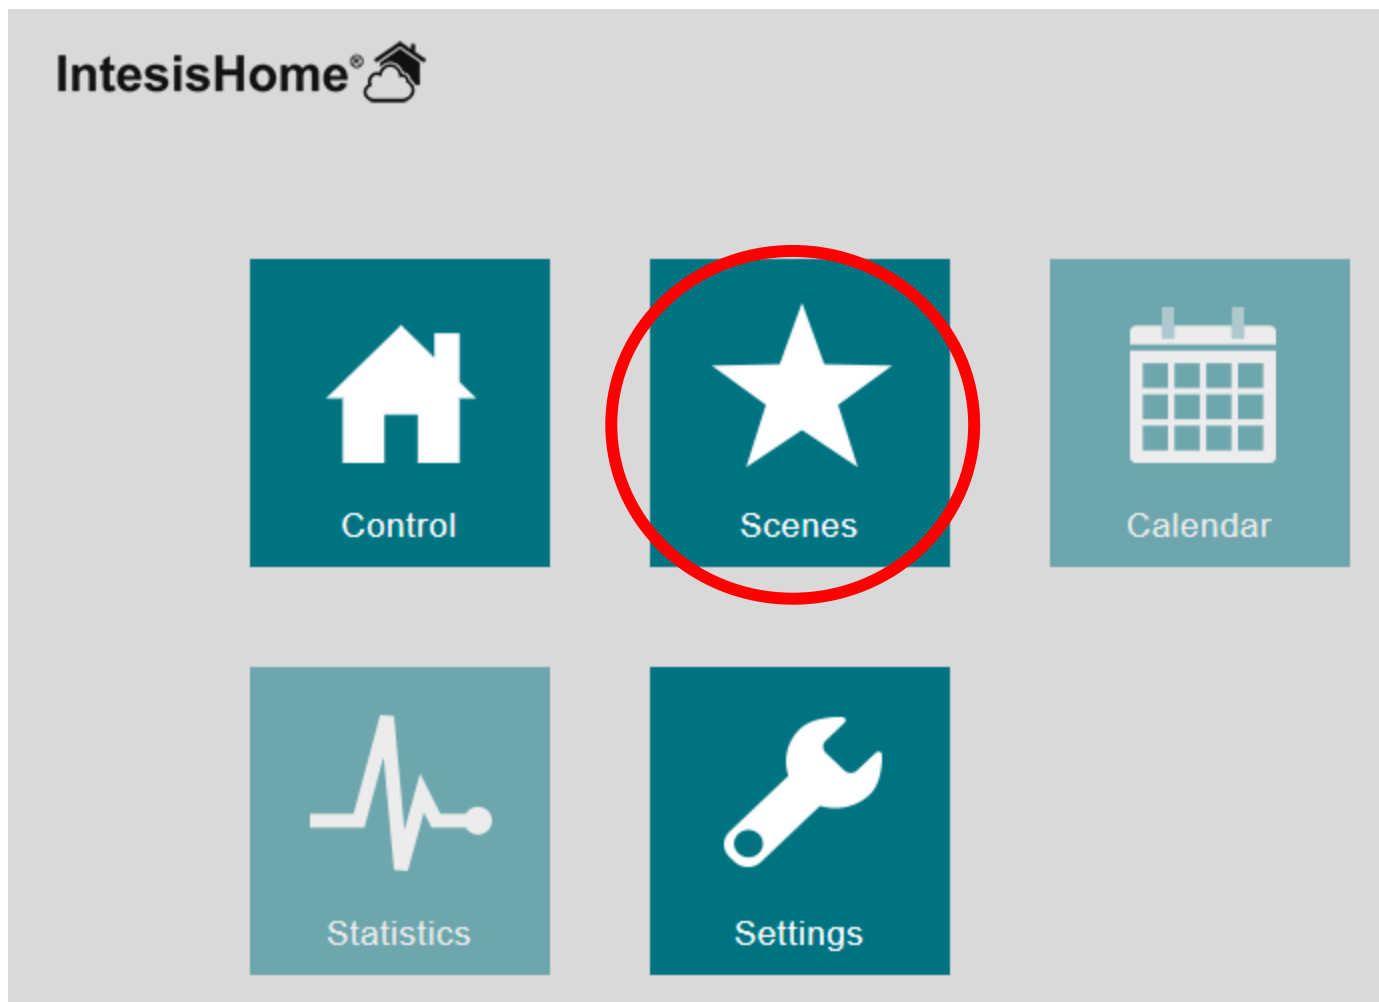 IntesisHome®
Control
Scenes
Calendar
Statistics
Settings